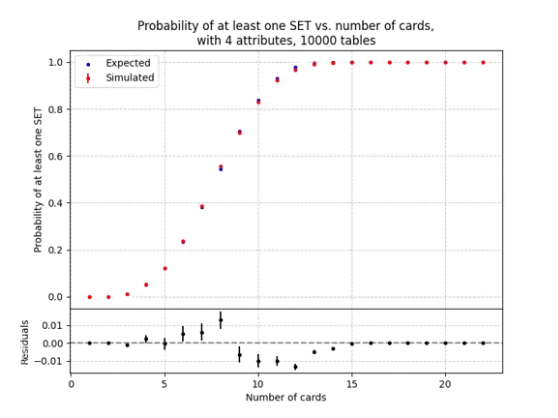 Probability of at least one SET vs. number of cards,
with 4 attributes, 10000 tables
Expected
Simulated
Probability of at least one SET
1.0
0.8
0.6
0.4
0.2
0.0
Residuals
0.01
0.00
−0.01
0
5
10
15
20
Number of cards